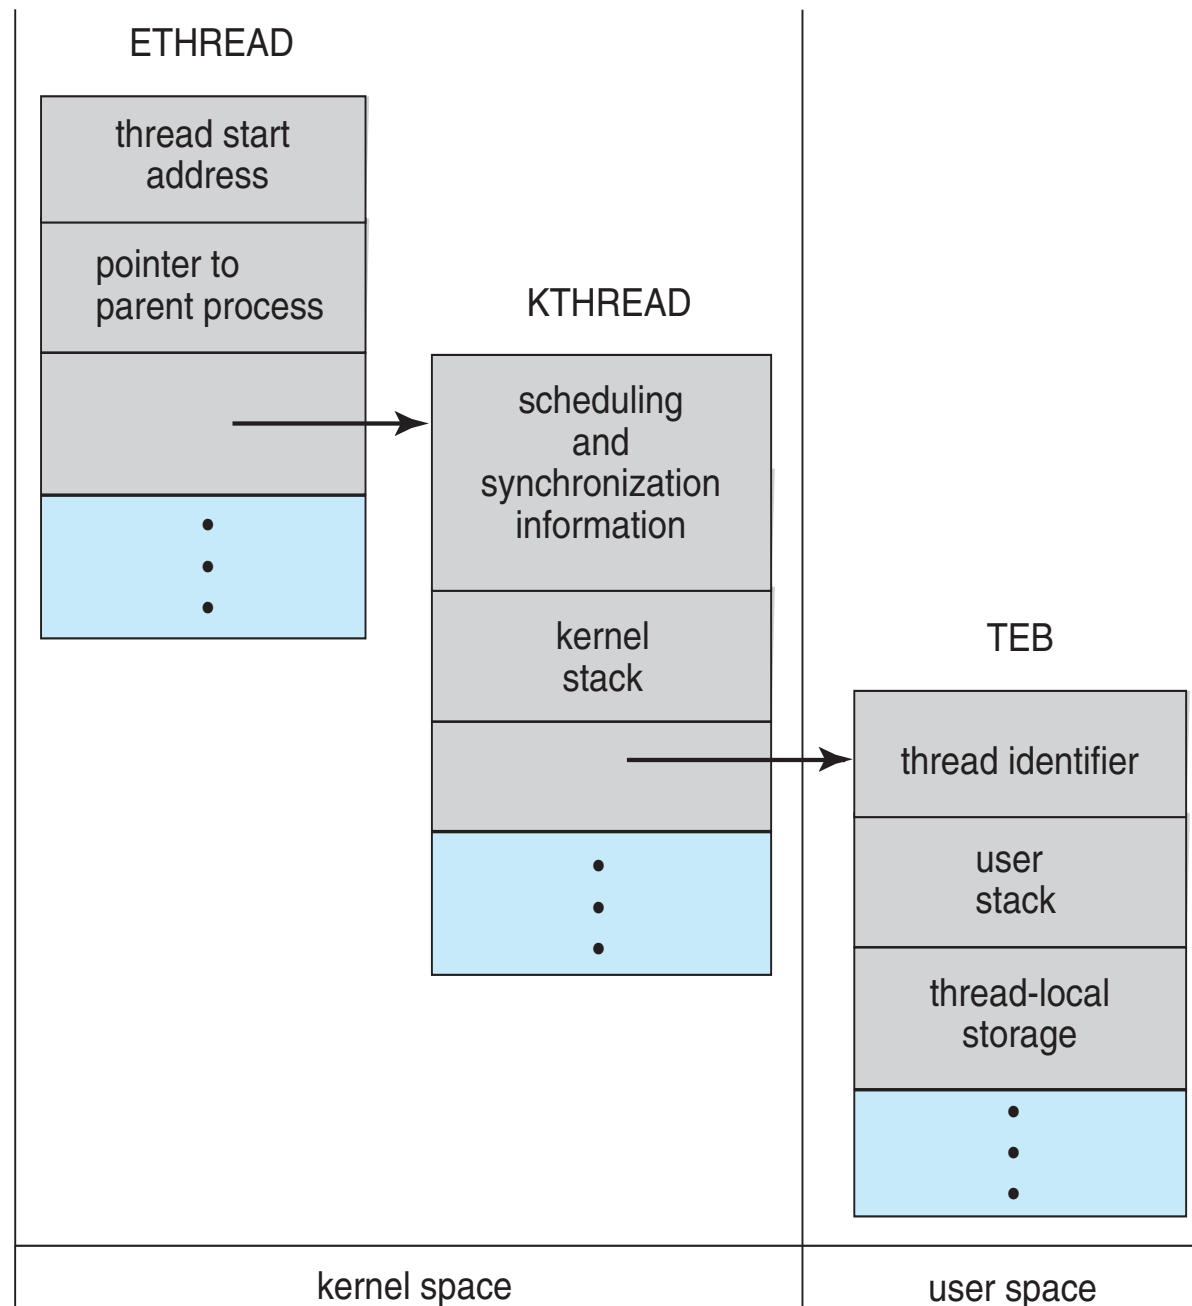 ETHREAD
thread start
address
pointer to
parent process
KTHREAD
scheduling
and
synchronization
information
kernel
stack
TEB
thread identifier
user
stack
thread-local
storage
kernel space
user space